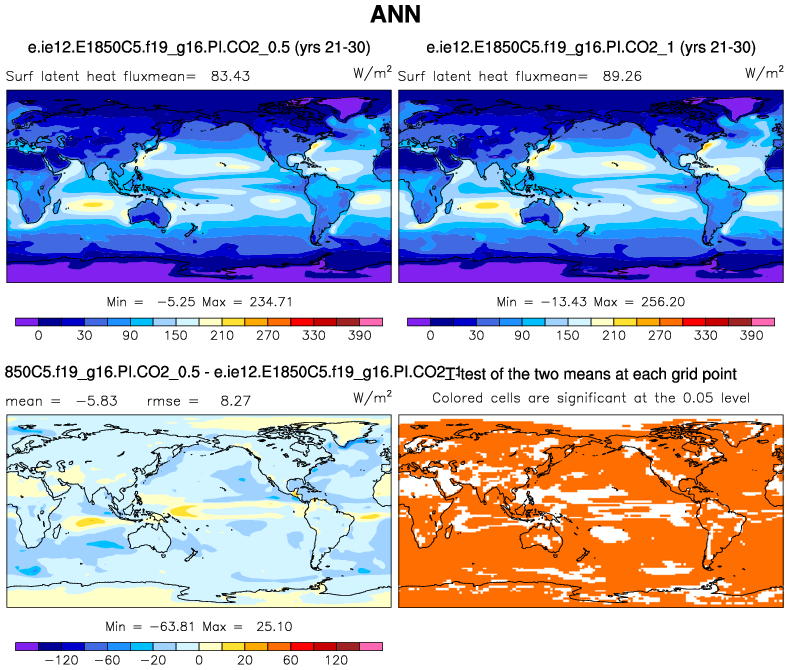 ANN
e.ie12.E1850C5.f19_g16.PI.CO2_0.5 (yrs 21-30)
Surf latent heat fluxmean= 83.43 W/m2
e.ie12.E1850C5.f19_g16.PI.CO2_1 (yrs 21-30)
Surf latent heat fluxmean= 89.26 W/m2
Min = -5.25 Max = 234.71
0 30 90 150 210 270 330 390
Min = -13.43 Max = 256.20
0 30 90 150 210 270 330 390
850C5.f19_g16.PI.CO2_0.5 - e.ie12.E1850C5.f19_g16.PI.CO2_1
mean = -5.83 rmse = 8.27 W/m2
T-test of the two means at each grid point
Colored cells are significant at the 0.05 level
Min = -63.81 Max = 25.10
-120 -60 -20 0 20 60 120